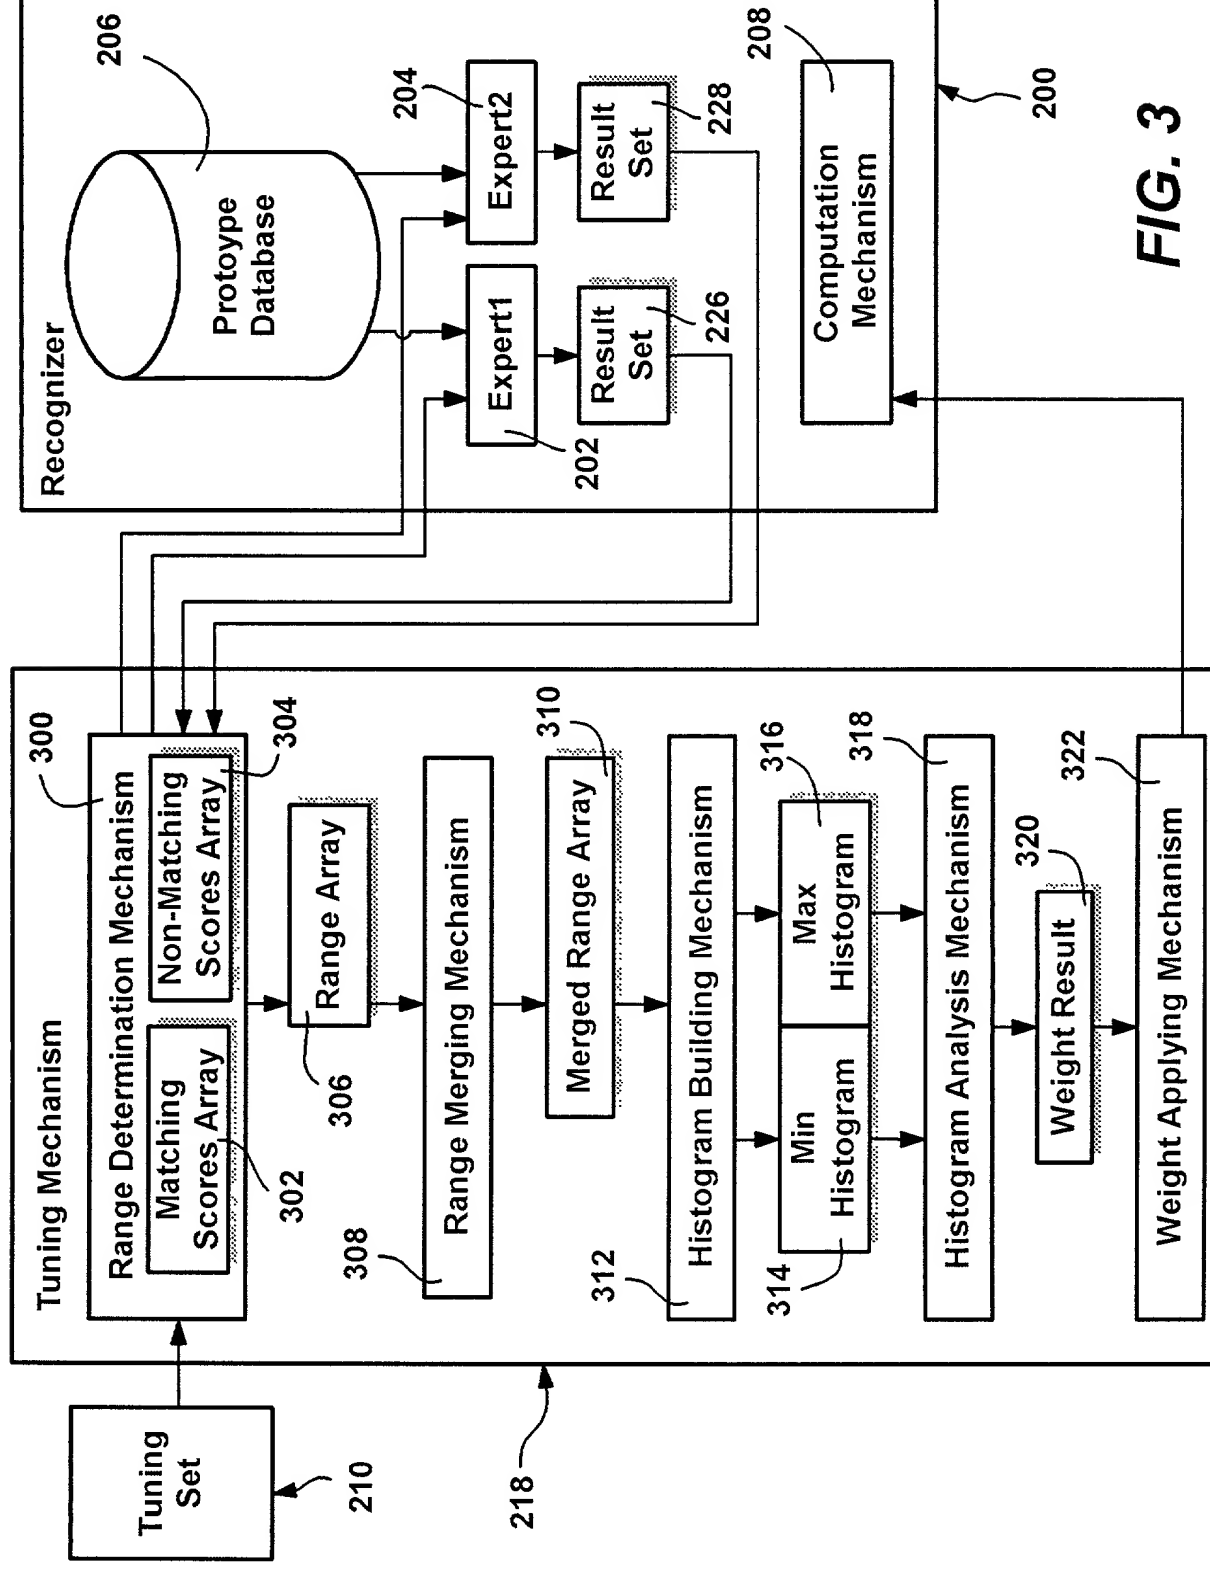 Tuning
Set
210
218
Tuning Mechanism
300
Range Determination Mechanism
Matching
Scores Array
302
Non-Matching
Scores Array
304
306
Range Array
308
Range Merging Mechanism
310
Merged Range Array
312
Histogram Building Mechanism
314
Min
Histogram
316
Max
Histogram
318
Histogram Analysis Mechanism
320
Weight Result
322
Weight Applying Mechanism
Recognizer
206
Protoype
Database
202
Expert1
204
Expert2
Result
Set
226
Result
Set
228
208
Computation
Mechanism
200
FIG. 3